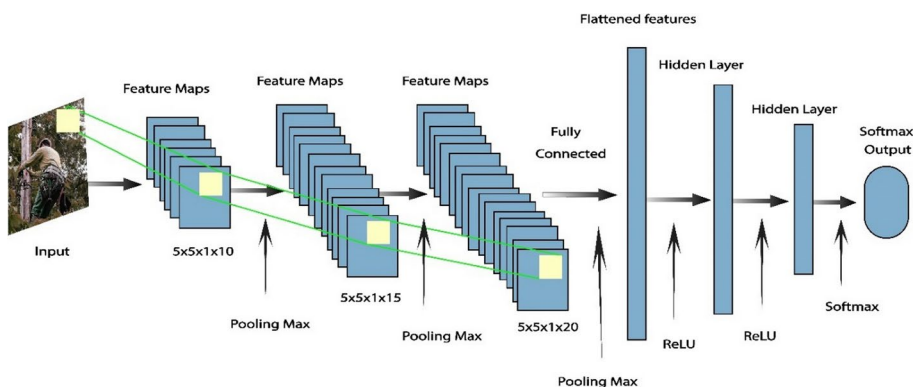 Flattened features
Feature Maps
Feature Maps
Feature Maps
Hidden Layer
Hidden Layer
Fully
Connected
Softmax
Output
Input
5x5x1x10
5x5x1x15
5x5x1x20
Pooling Max
Pooling Max
Pooling Max
ReLU
ReLU
Softmax